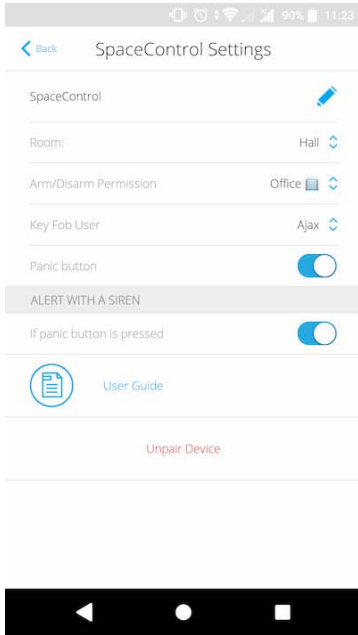 90% 11:23
Back SpaceControl Settings
SpaceControl
Room: Hall
Arm/Disarm Permission Office
Key Fob User Ajax
Panic button
ALERT WITH A SIREN
If panic button is pressed
User Guide
Unpair Device